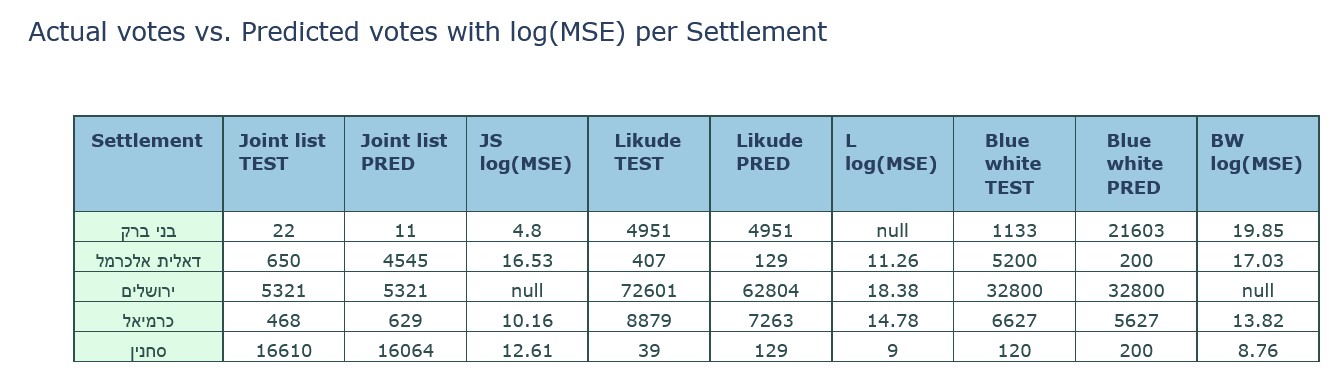 Actual votes vs. Predicted votes with log(MSE) per Settlement
Settlement Joint list TEST Joint list PRED JS log(MSE) Likude TEST Likude PRED L log(MSE) Blue white TEST Blue white PRED BW log(MSE)
בני ברק 22 11 4.8 4951 4951 null 1133 21603 19.85
דאלית אלכרמל 650 4545 16.53 407 129 11.26 5200 200 17.03
ירושלים 5321 5321 null 72601 62804 18.38 32800 32800 null
כרמיאל 468 629 10.16 8879 7263 14.78 6627 5627 13.82
סחנין 16610 16064 12.61 39 129 9 120 200 8.76